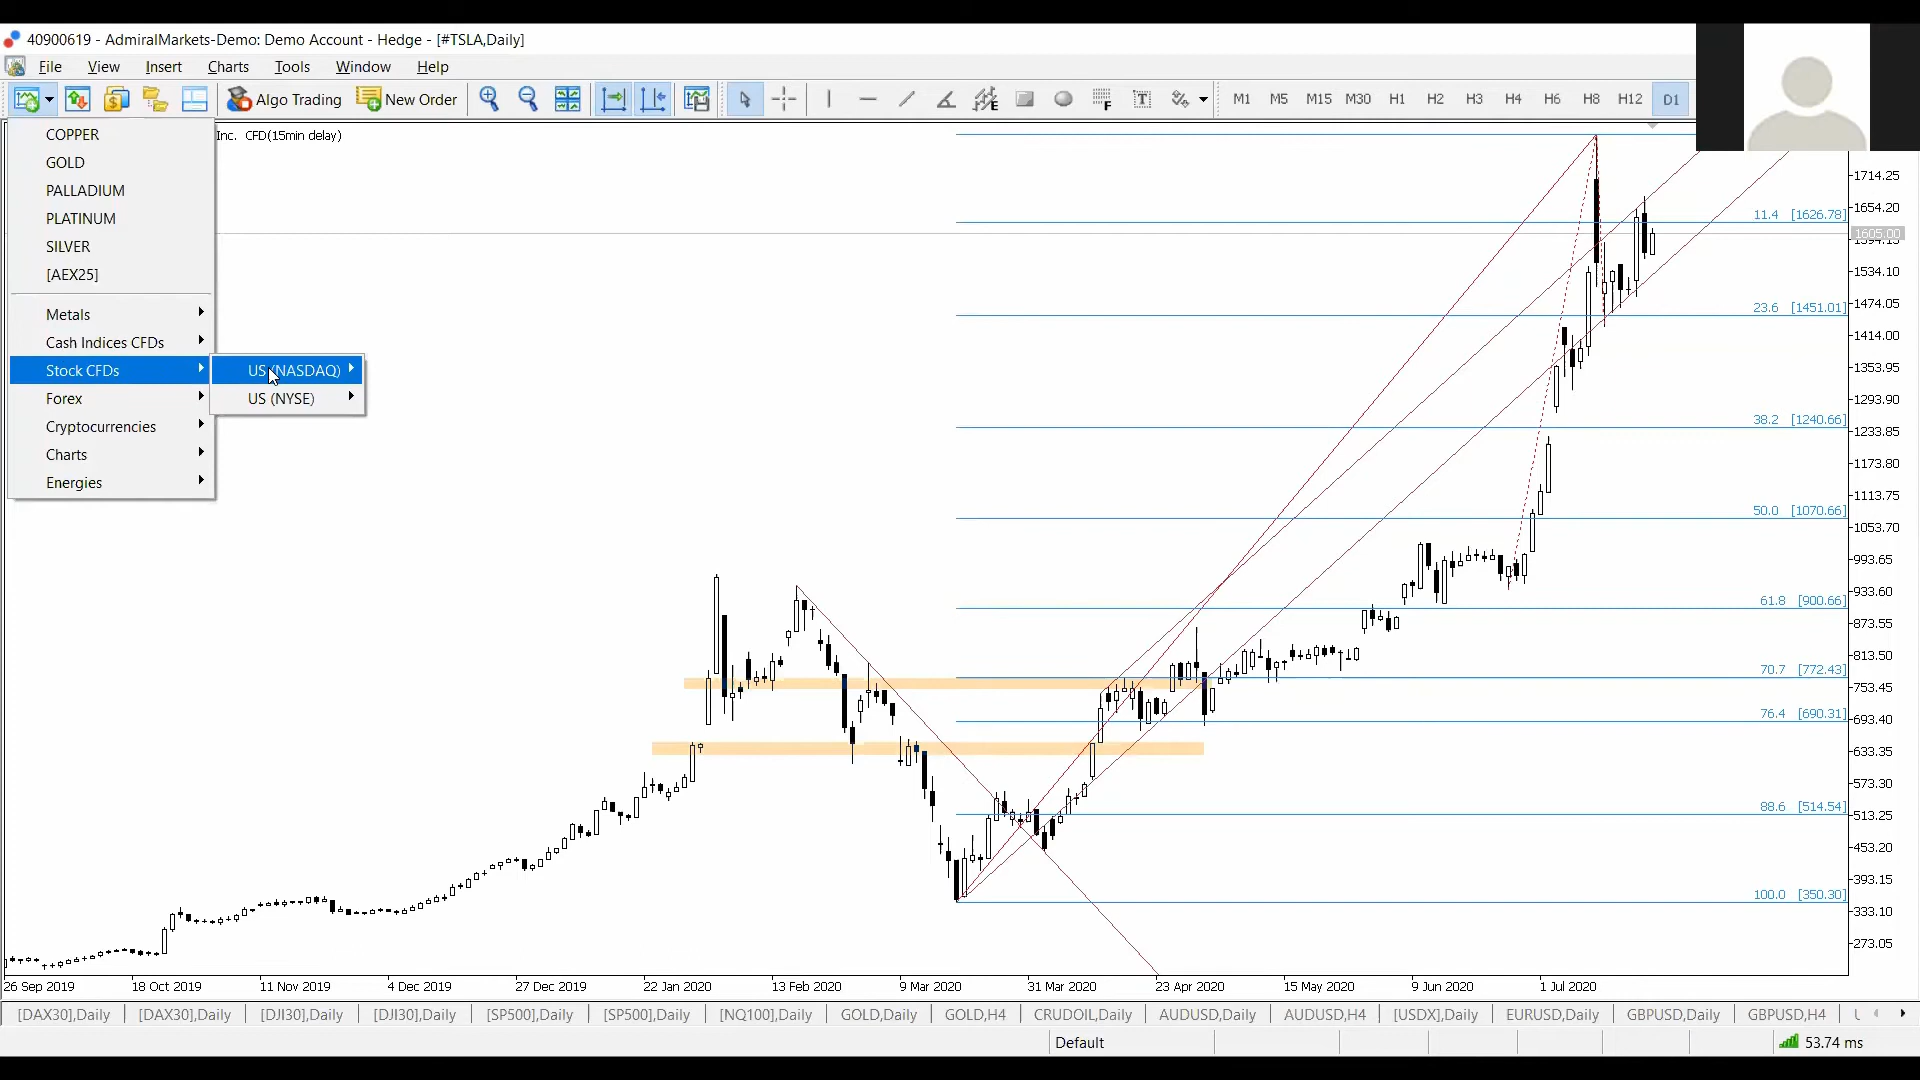 40900619 - AdmiralMarkets-Demo: Demo Account - Hedge - [#TSLA,Daily]
File View Insert Charts Tools Window Help
Algo Trading New Order E F T M1 M5 M15 M30 H1 H2 H3 H4 H6 H8 H12 D1
Inc. CFD(15min delay)
COPPER
GOLD
PALLADIUM
PLATINUM
SILVER
[AEX25]
Metals
Cash Indices CFDs
Stock CFDs
Forex
Cryptocurrencies
Charts
Energies
US (NASDAQ)
US (NYSE)
11.4 [1626.78]
23.6 [1451.01]
38.2 [1240.66]
50.0 [1070.66]
61.8 [900.66]
70.7 [772.43]
76.4 [690.31]
88.6 [514.54]
100.0 [350.30]
1714.25
1654.20
1605.00
1534.10
1474.05
1414.00
1353.95
1293.90
1233.85
1173.80
1113.75
1053.70
993.65
933.60
873.55
813.50
753.45
693.40
633.35
573.30
513.25
453.20
393.15
333.10
273.05
26 Sep 2019 18 Oct 2019 11 Nov 2019 4 Dec 2019 27 Dec 2019 22 Jan 2020 13 Feb 2020 9 Mar 2020 31 Mar 2020 23 Apr 2020 15 May 2020 9 Jun 2020 1 Jul 2020
[DAX30],Daily [DAX30],Daily [DJI30],Daily [DJI30],Daily [SP500],Daily [SP500],Daily [NQ100],Daily GOLD,Daily GOLD,H4 CRUDOIL,Daily AUDUSD,Daily AUDUSD,H4 [USDX],Daily EURUSD,Daily GBPUSD,Daily GBPUSD,H4
Default 53.74 ms